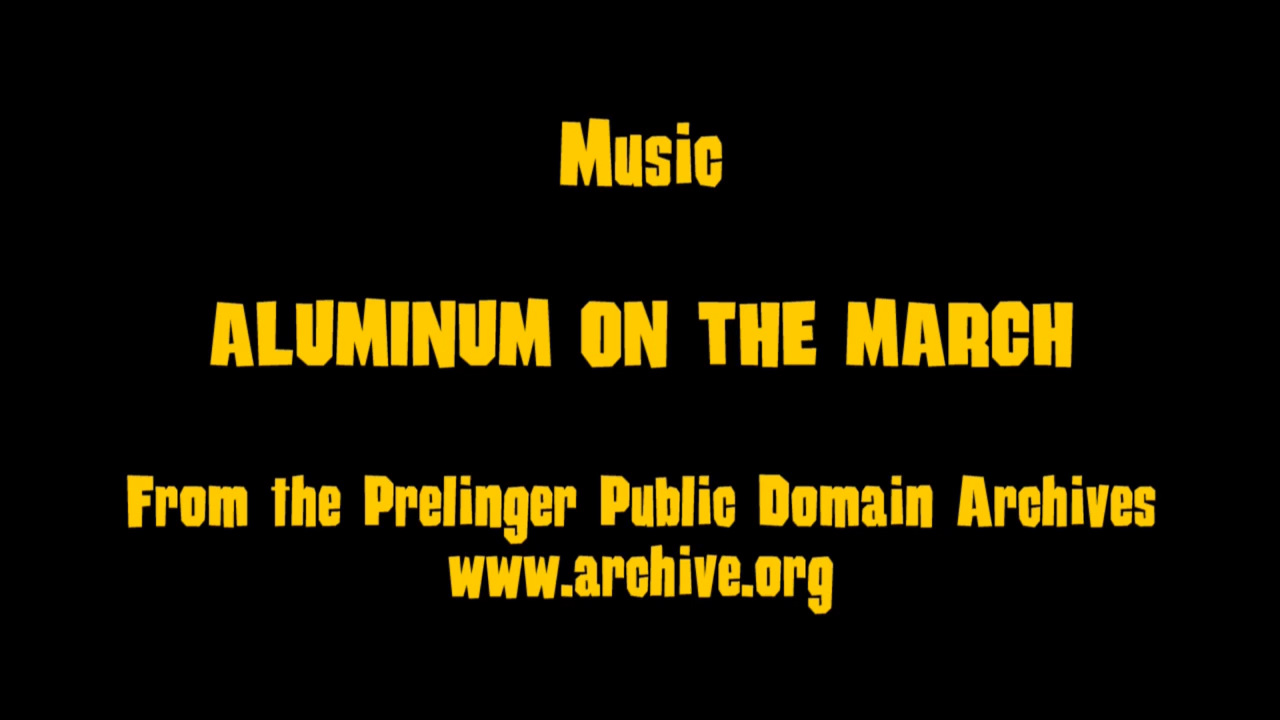 Music
ALUMINUM ON THE MARCH
From the Prelinger Public Domain Archives
www.archive.org